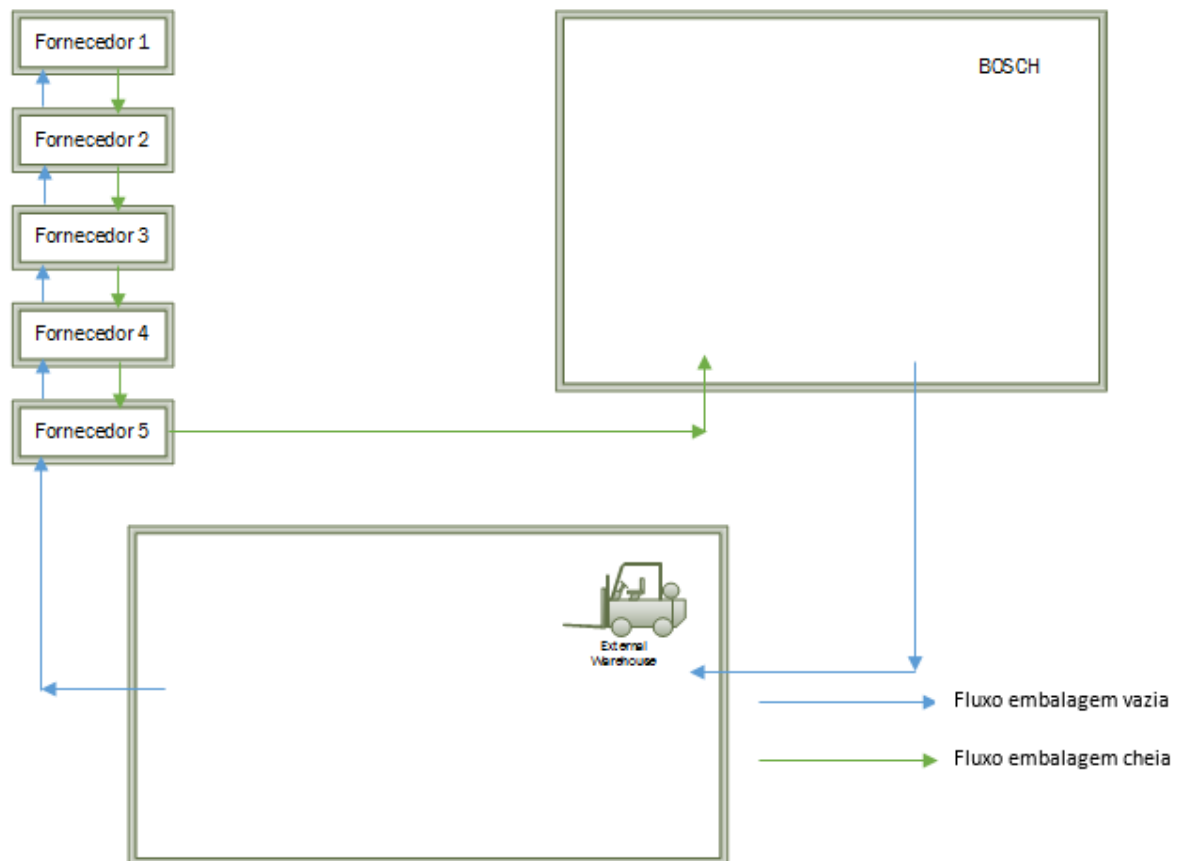 Fornecedor 1
BOSCH
Fornecedor 2
Fornecedor 3
Fornecedor 4
Fornecedor 5
External
Warehouse
Fluxo embalagem vazia
Fluxo embalagem cheia